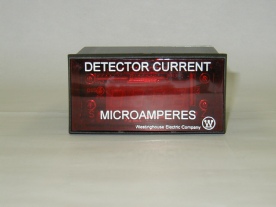 DETECTOR CURRENT
MICROAMPERES
Westinghouse Electric Company
W